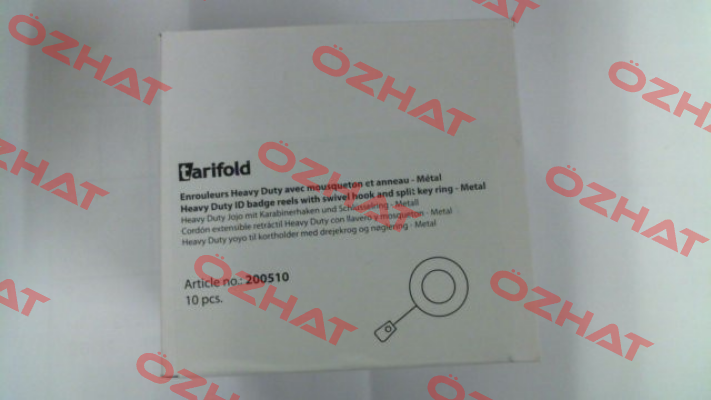 tarifold
Enrouleurs Heavy Duty avec mousqueton et anneau - Métal
Heavy Duty ID badge reels with swivel hook and split key ring - Metal
Heavy Duty Jojo mit Karabinerhaken und Schlüsselring - Metall
Cordón extensible retráctil Heavy Duty con llavero y mosqueton - Metal
Heavy Duty yoyo til kortholder med drejekrog og nøglering - Metal
Article no.: 200510
10 pcs.
ÖZHAT
ÖZHAT
ÖZHAT
ÖZHAT
ÖZHAT
ÖZHAT
ÖZHAT
ÖZHAT
ÖZHAT
ÖZHAT
ÖZHAT